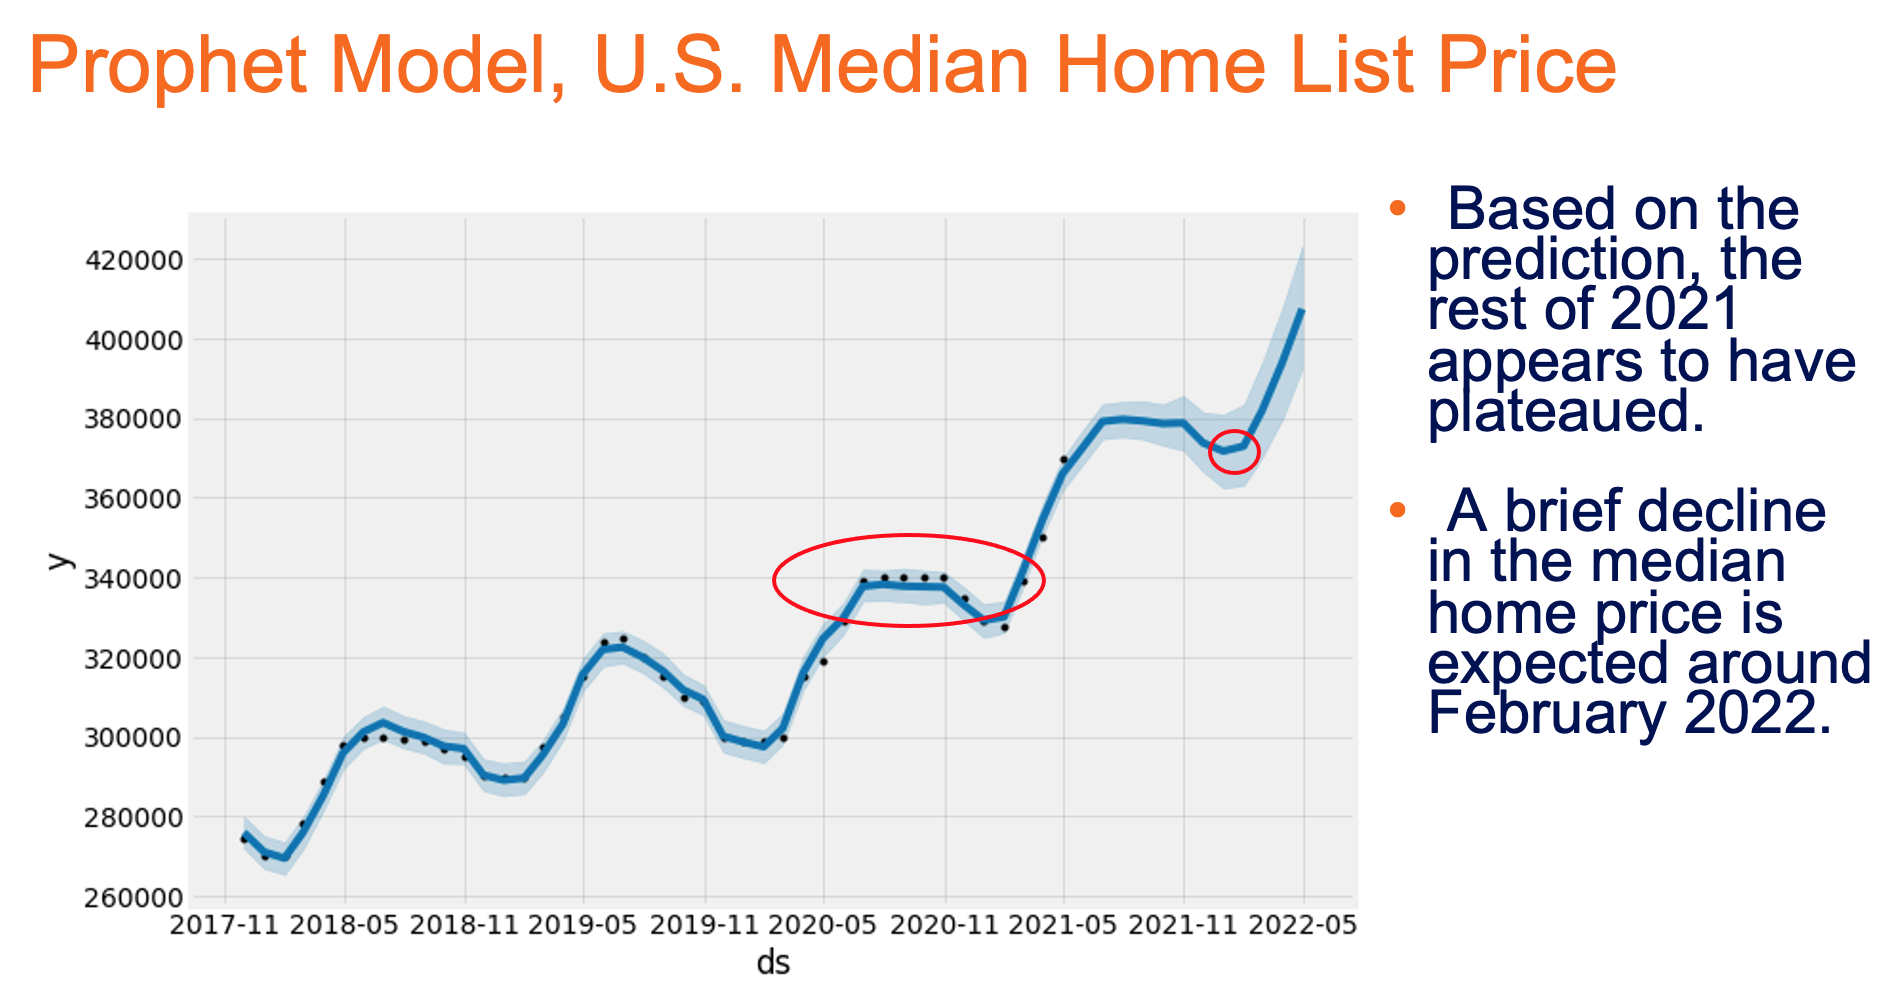 Prophet Model, U.S. Median Home List Price
420000
400000
380000
360000
340000
320000
300000
280000
260000
y
2017-11 2018-05 2018-11 2019-05 2019-11 2020-05 2020-11 2021-05 2021-11 2022-05
ds
• Based on the
prediction, the
rest of 2021
appears to have
plateaued.
• A brief decline
in the median
home price is
expected around
February 2022.